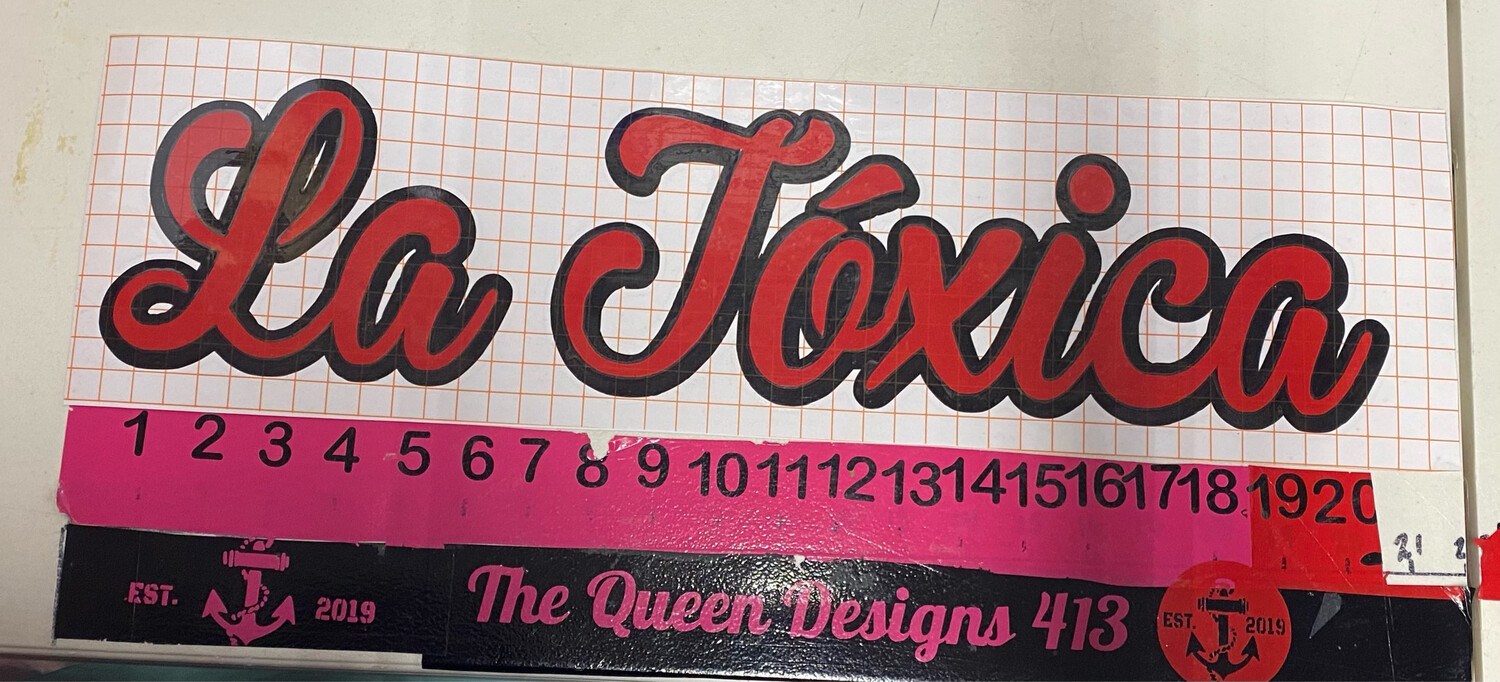 La Tóxica
1 2 3 4 5 6 7 8 9 10 11 12 13 14 15 16 17 18 19 20 21
EST. 2019
The Queen Designs 413
EST. 2019